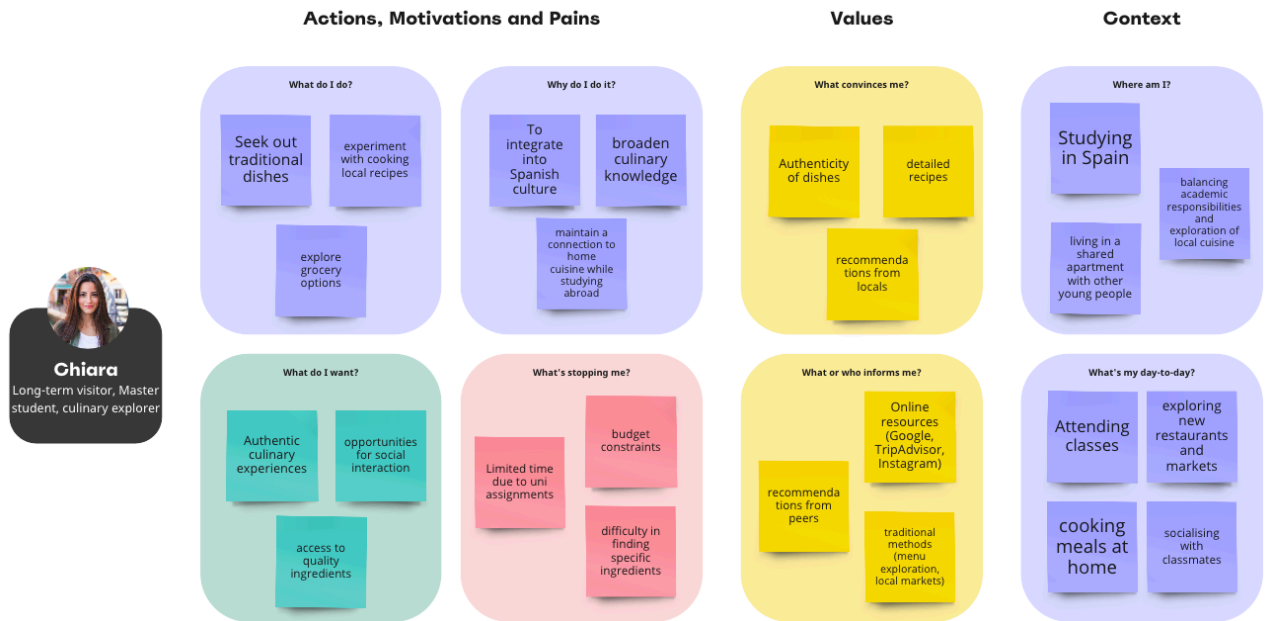 Actions, Motivations and Pains
Values
Context
What do I do?
Seek out
traditional
dishes
experiment
with cooking
local recipes
explore
grocery
options
Why do I do it?
To
integrate
into
Spanish
culture
broaden
culinary
knowledge
maintain a
connection to
home
cuisine while
studying
abroad
What convinces me?
Authenticity
of dishes
detailed
recipes
recommenda
tions from
locals
Where am I?
Studying
in Spain
balancing
academic
responsibilities
and
exploration of
local cuisine
living in a
shared
apartment
with other
young people
Chiara
Long-term visitor, Master
student, culinary explorer
What do I want?
Authentic
culinary
experiences
opportunities
for social
interaction
access to
quality
ingredients
What's stopping me?
Limited time
due to uni
assignments
budget
constraints
difficulty in
finding
specific
ingredients
What or who informs me?
Online
resources
(Google,
TripAdvisor,
Instagram)
recommenda
tions from
peers
traditional
methods
(menu
exploration,
local markets)
What's my day-to-day?
Attending
classes
exploring
new
restaurants
and
markets
cooking
meals at
home
socialising
with
classmates